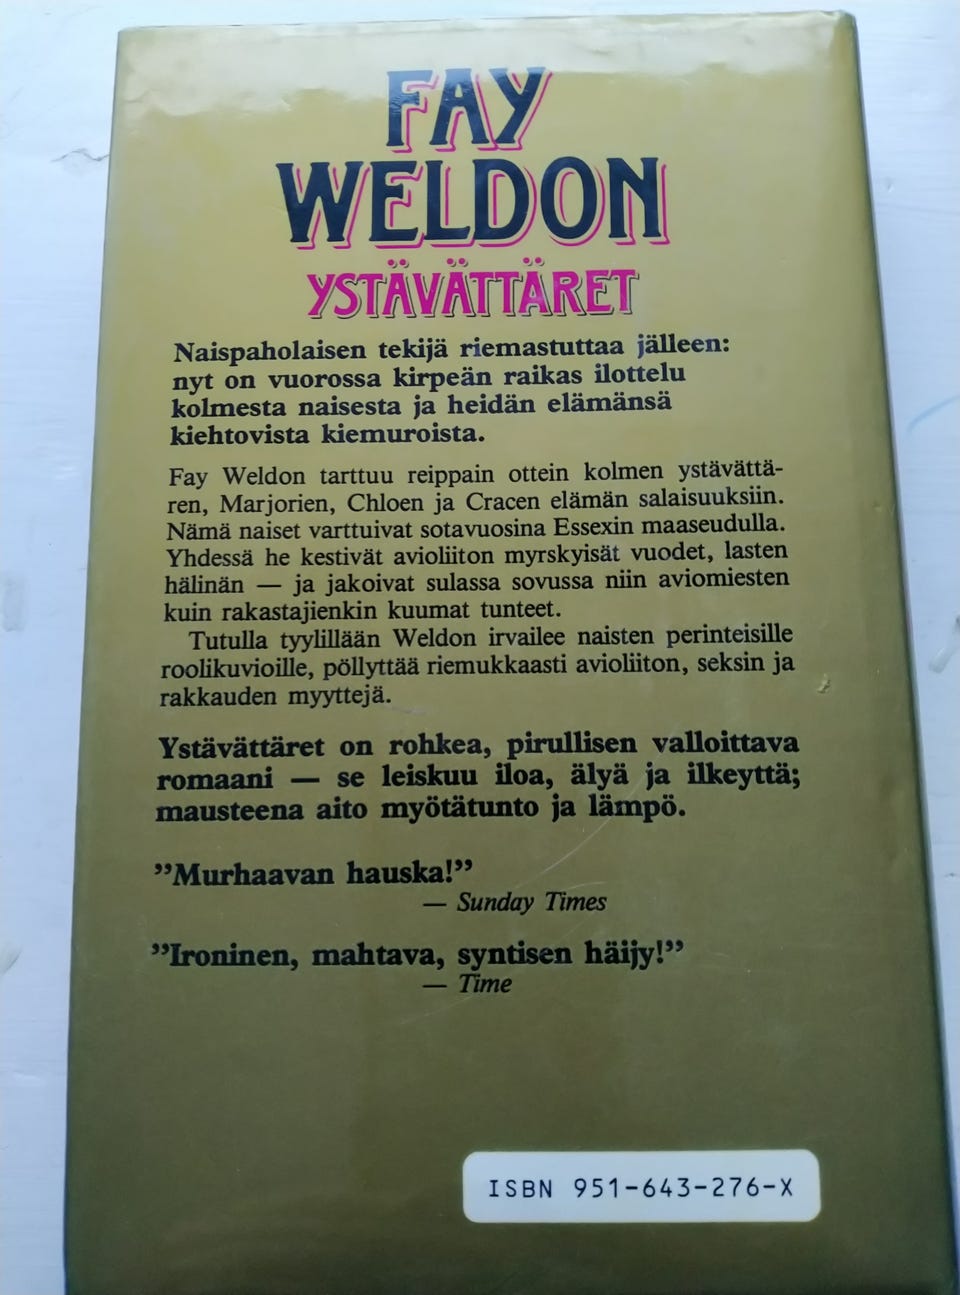 FAY
WELDON
YSTÄVÄTTÄRET
Naispaholaisen tekijä riemastuttaa jälleen:
nyt on vuorossa kirpeän raikas ilottelu
kolmesta naisesta ja heidän elämänsä
kiehtovista kiemuroista.
Fay Weldon tarttuu reippain ottein kolmen ystävättä-
ren, Marjorien, Chloen ja Cracen elämän salaisuuksiin.
Nämä naiset varttuivat sotavuosina Essexin maaseudulla.
Yhdessä he kestivät avioliiton myrskyisät vuodet, lasten
hälinän — ja jakoivat sulassa sovussa niin aviomiesten
kuin rakastajienkin kuumat tunteet.
Tutulla tyylillään Weldon irvailee naisten perinteisille
roolikuvioille, pöllyttää riemukkaasti avioliiton, seksin ja
rakkauden myyttejä.
Ystävättäret on rohkea, pirullisen valloittava
romaani — se leiskuu iloa, älyä ja ilkeyttä;
mausteena aito myötätunto ja lämpö.
”Murhaavan hauska!”
— Sunday Times
”Ironinen, mahtava, syntisen häijy!”
— Time
ISBN 951-643-276-X